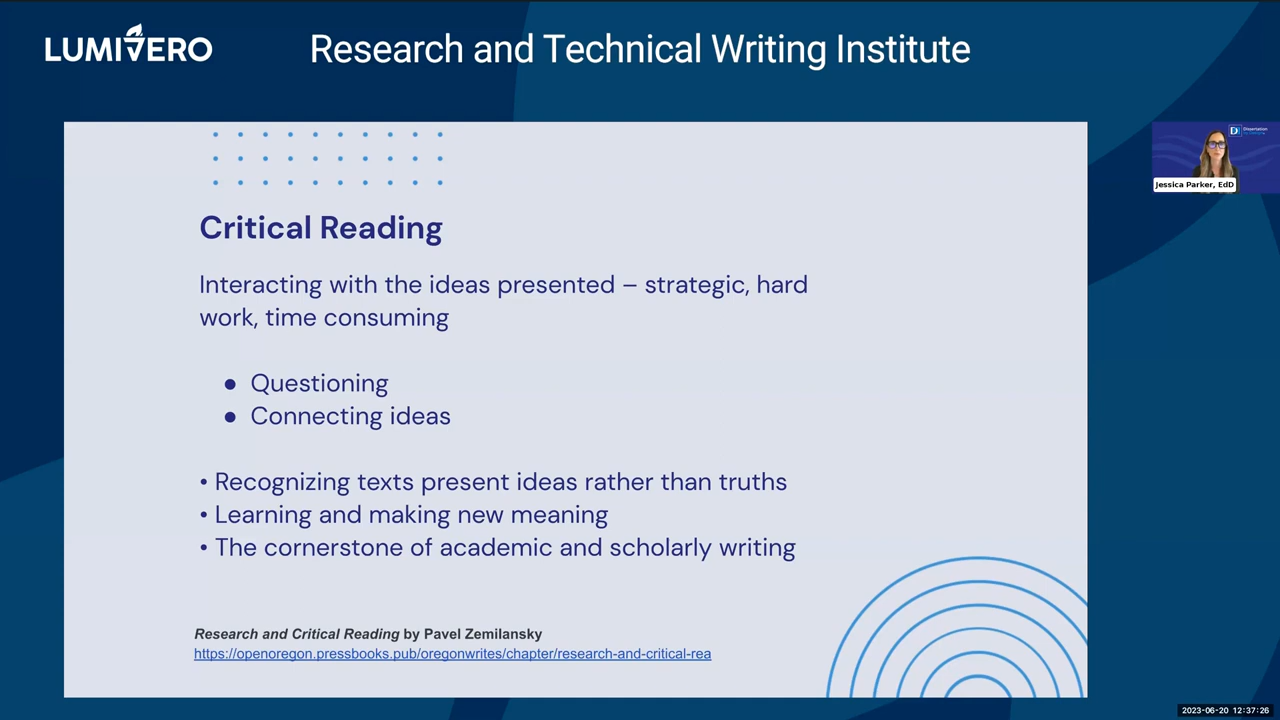 LUMIVERO
Research and Technical Writing Institute
Dissertation
Jessica Parker, EdD
Critical Reading
Interacting with the ideas presented – strategic, hard
work, time consuming
● Questioning
● Connecting ideas
• Recognizing texts present ideas rather than truths
• Learning and making new meaning
• The cornerstone of academic and scholarly writing
Research and Critical Reading by Pavel Zemilansky
https://openoregon.pressbooks.pub/oregonwrites/chapter/research-and-critical-rea
2023-06-20 12:37:26